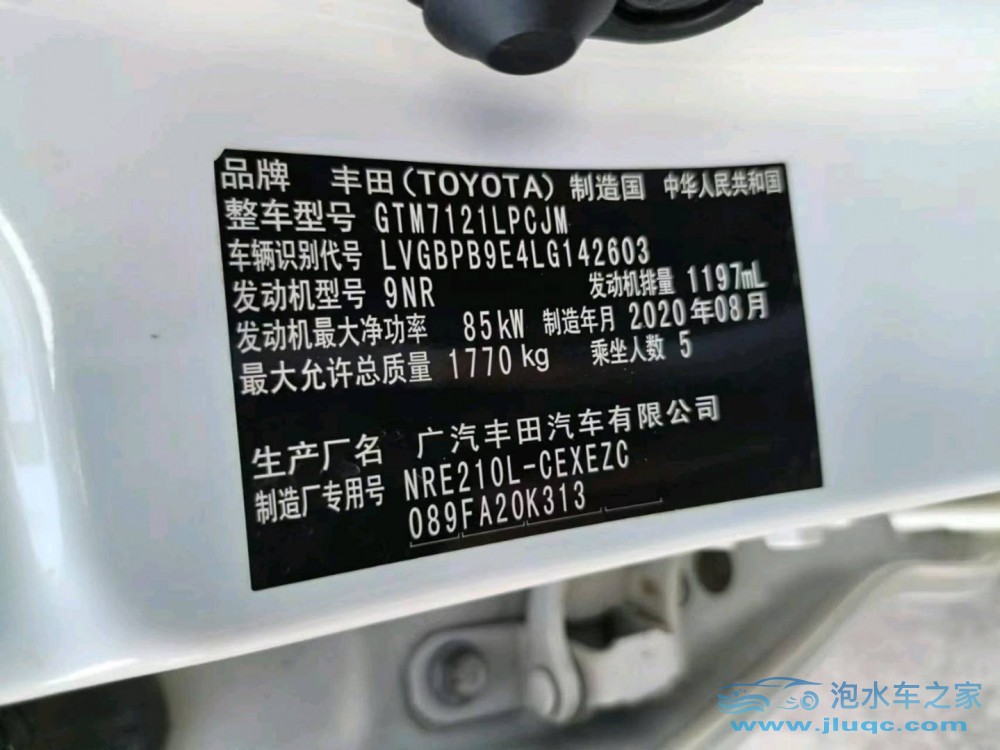 品牌 丰田(TOYOTA) 制造国 中华人民共和国
整车型号 GTM7121LPCJM
车辆识别代号 LVGBPB9E4LG142603
发动机型号 9NR 发动机排量 1197mL
发动机最大净功率 85kW 制造年月 2020年08月
最大允许总质量 1770kg 乘坐人数 5
生产厂名 广汽丰田汽车有限公司
制造厂专用号 NRE210L-CEXEZC
089FA20K313
泡水车之家
www.jluqc.com